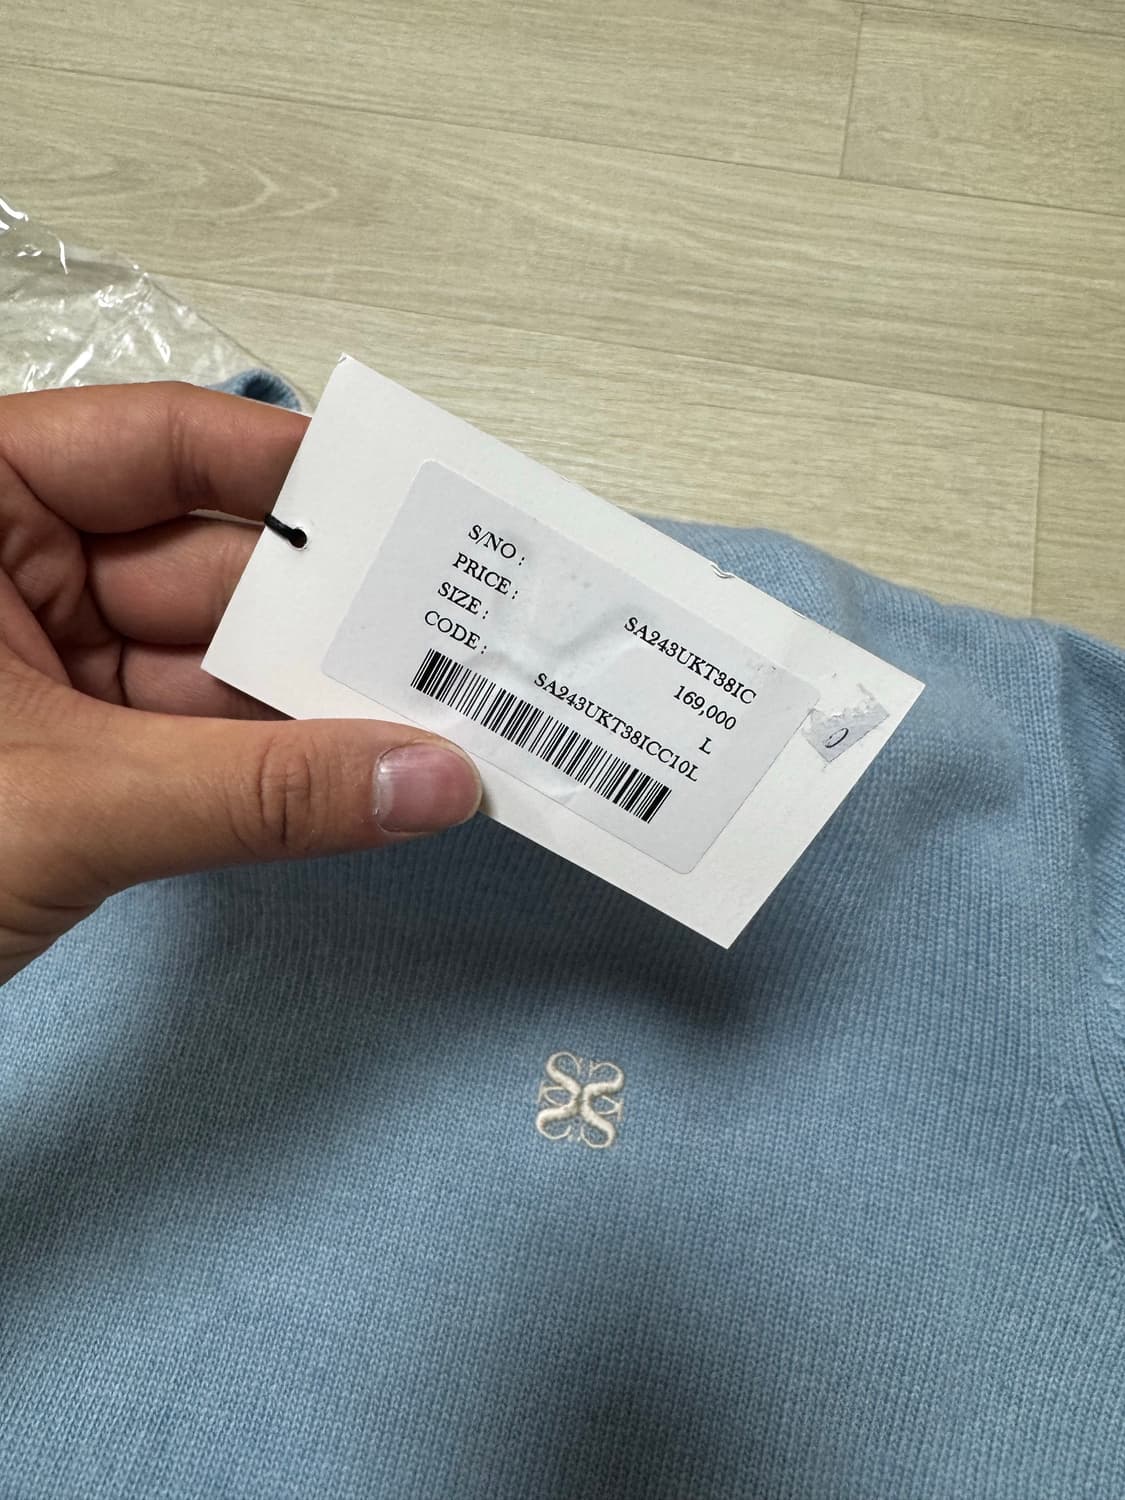 S/NO : SA243UKT38IC
PRICE : 169,000
SIZE : L
CODE : SA243UKT38ICC10L